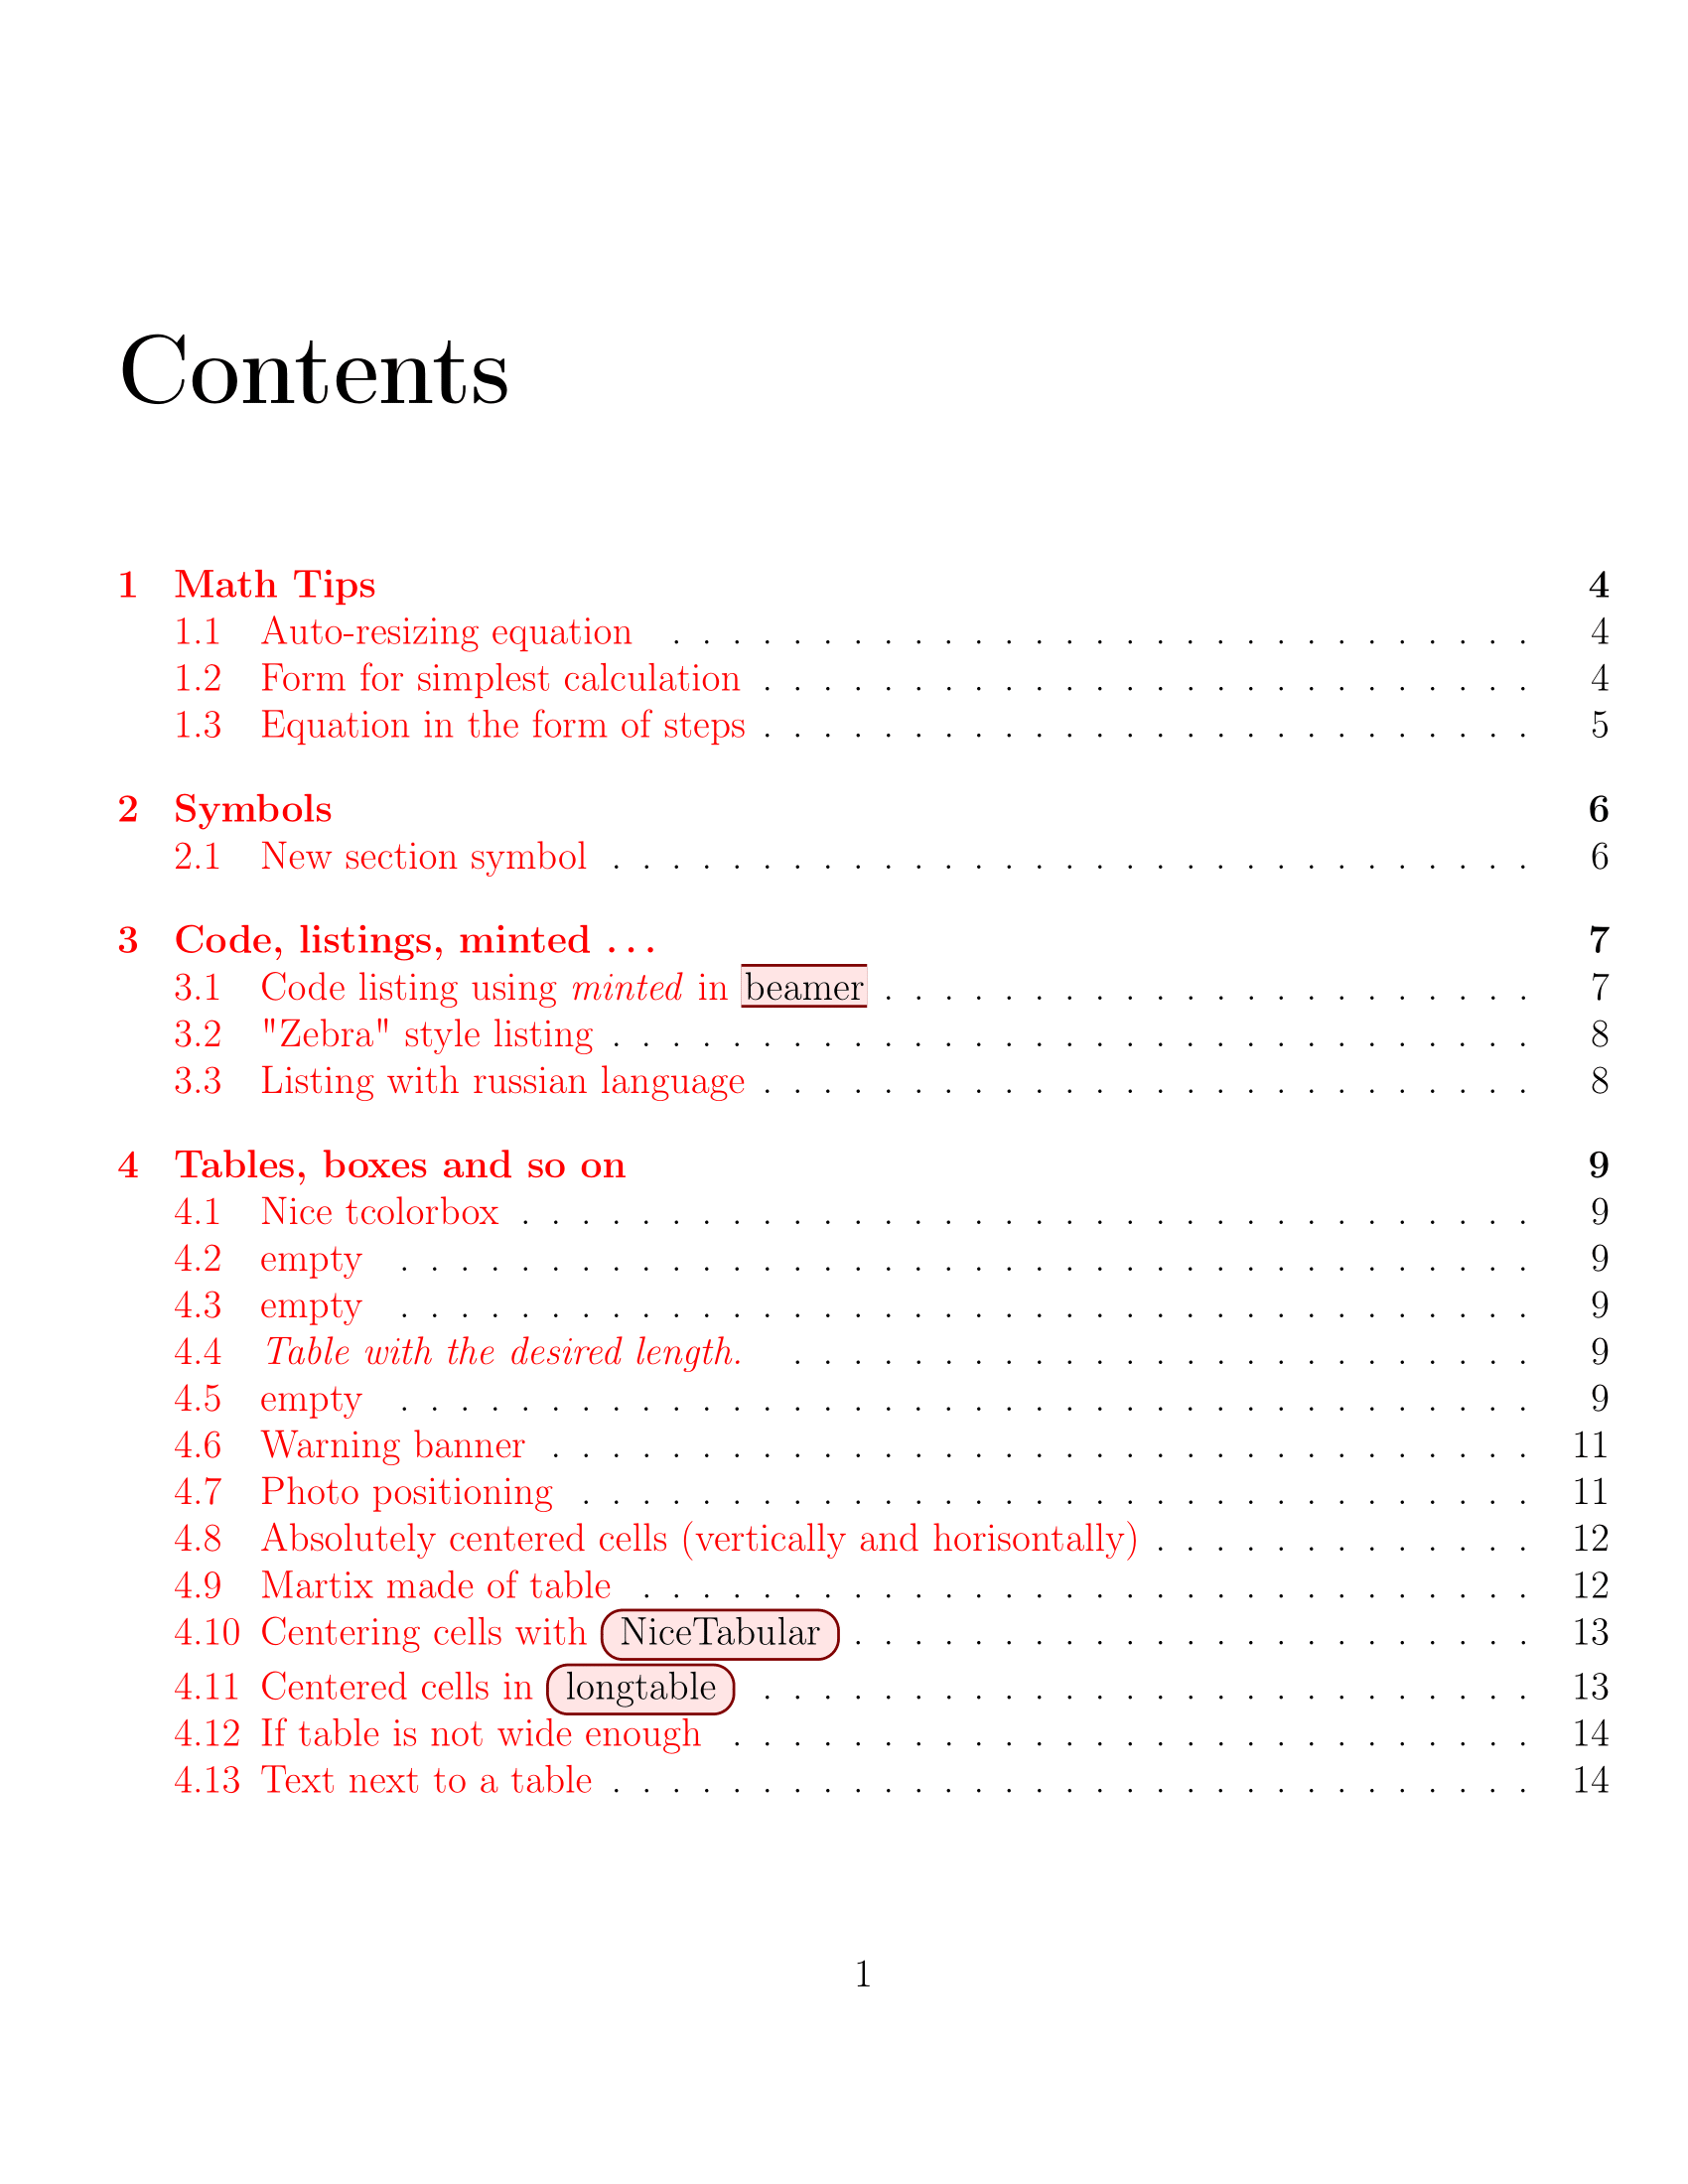 Contents
1 Math Tips 4
1.1 Auto-resizing equation . . . . . . . . . . . . . . . . . . . . . . . . . . . . . 4
1.2 Form for simplest calculation . . . . . . . . . . . . . . . . . . . . . . . . . . 4
1.3 Equation in the form of steps . . . . . . . . . . . . . . . . . . . . . . . . . . 5
2 Symbols 6
2.1 New section symbol . . . . . . . . . . . . . . . . . . . . . . . . . . . . . . . 6
3 Code, listings, minted ... 7
3.1 Code listing using minted in beamer . . . . . . . . . . . . . . . . . . . . . . 7
3.2 "Zebra" style listing . . . . . . . . . . . . . . . . . . . . . . . . . . . . . . . 8
3.3 Listing with russian language . . . . . . . . . . . . . . . . . . . . . . . . . . 8
4 Tables, boxes and so on 9
4.1 Nice tcolorbox . . . . . . . . . . . . . . . . . . . . . . . . . . . . . . . . . . 9
4.2 empty . . . . . . . . . . . . . . . . . . . . . . . . . . . . . . . . . . . . . . 9
4.3 empty . . . . . . . . . . . . . . . . . . . . . . . . . . . . . . . . . . . . . . 9
4.4 Table with the desired length. . . . . . . . . . . . . . . . . . . . . . . . . . 9
4.5 empty . . . . . . . . . . . . . . . . . . . . . . . . . . . . . . . . . . . . . . 9
4.6 Warning banner . . . . . . . . . . . . . . . . . . . . . . . . . . . . . . . . . 11
4.7 Photo positioning . . . . . . . . . . . . . . . . . . . . . . . . . . . . . . . . 11
4.8 Absolutely centered cells (vertically and horisontally) . . . . . . . . . . . . . 12
4.9 Martix made of table . . . . . . . . . . . . . . . . . . . . . . . . . . . . . . 12
4.10 Centering cells with NiceTabular . . . . . . . . . . . . . . . . . . . . . . . 13
4.11 Centered cells in longtable . . . . . . . . . . . . . . . . . . . . . . . . . . 13
4.12 If table is not wide enough . . . . . . . . . . . . . . . . . . . . . . . . . . . 14
4.13 Text next to a table . . . . . . . . . . . . . . . . . . . . . . . . . . . . . . . 14
1